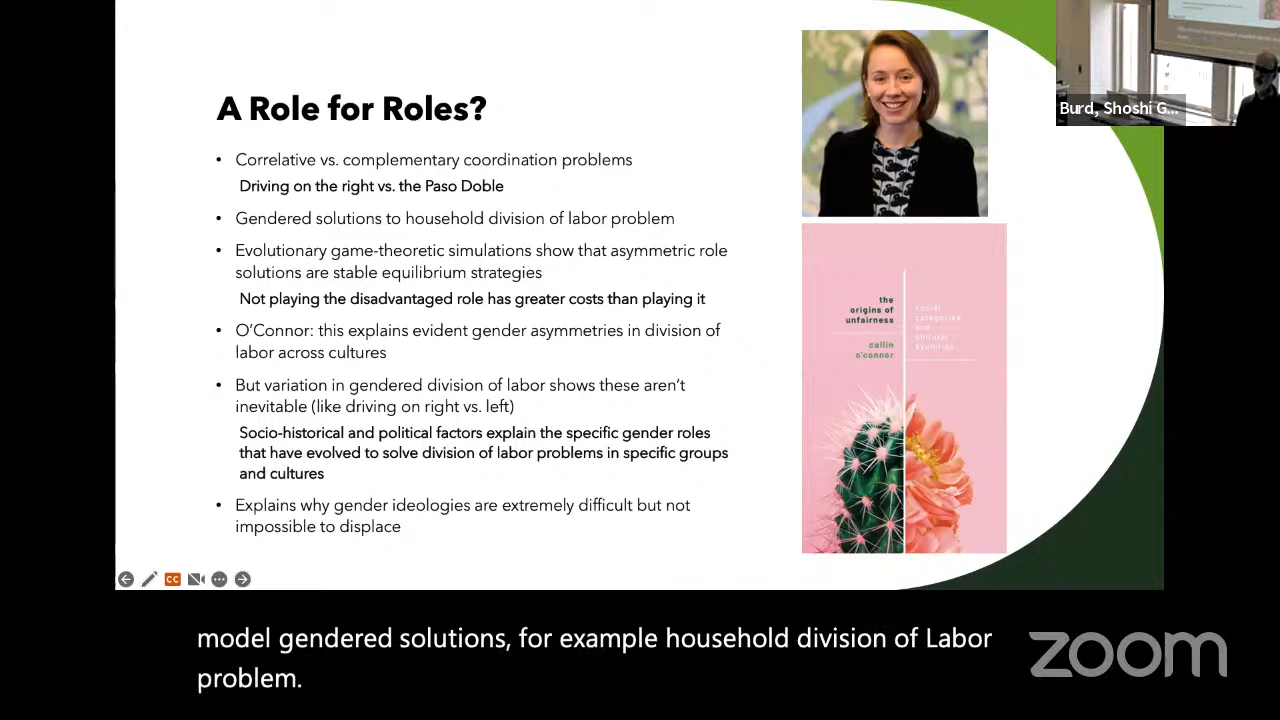 A Role for Roles?
• Correlative vs. complementary coordination problems
Driving on the right vs. the Paso Doble
• Gendered solutions to household division of labor problem
• Evolutionary game-theoretic simulations show that asymmetric role
solutions are stable equilibrium strategies
Not playing the disadvantaged role has greater costs than playing it
• O’Connor: this explains evident gender asymmetries in division of
labor across cultures
• But variation in gendered division of labor shows these aren’t
inevitable (like driving on right vs. left)
Socio-historical and political factors explain the specific gender roles
that have evolved to solve division of labor problems in specific groups
and cultures
• Explains why gender ideologies are extremely difficult but not
impossible to displace
the
origins of
unfairness
cailin
o'connor
social
categories
and
cultural
evolution
Burd, Shoshi G...
CC
model gendered solutions, for example household division of Labor
problem.
zoom